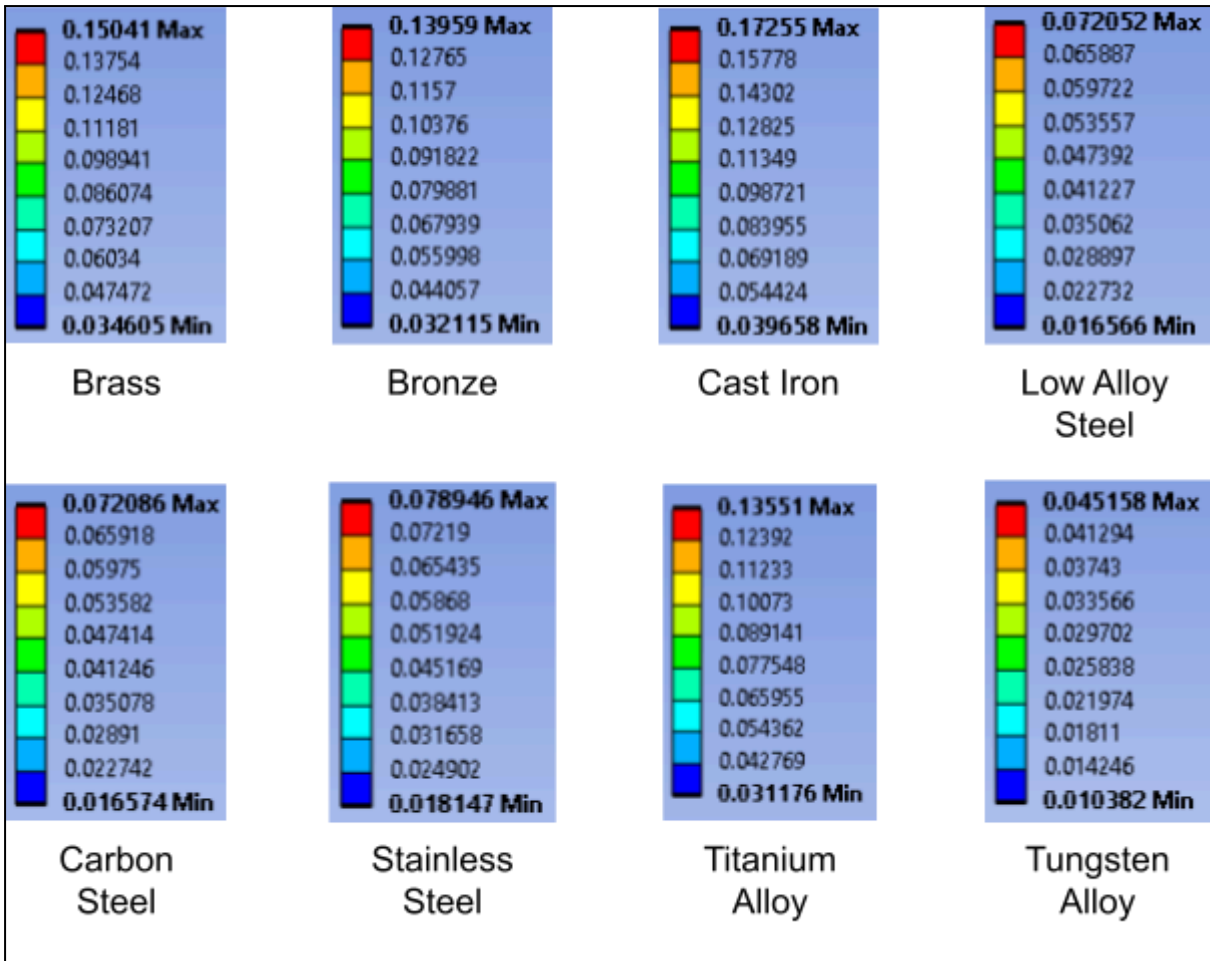 0.15041 Max
0.13754
0.12468
0.11181
0.098941
0.086074
0.073207
0.06034
0.047472
0.034605 Min
Brass
0.13959 Max
0.12765
0.1157
0.10376
0.091822
0.079881
0.067939
0.055998
0.044057
0.032115 Min
Bronze
0.17255 Max
0.15778
0.14302
0.12825
0.11349
0.098721
0.083955
0.069189
0.054424
0.039658 Min
Cast Iron
0.072052 Max
0.065887
0.059722
0.053557
0.047392
0.041227
0.035062
0.028897
0.022732
0.016566 Min
Low Alloy
Steel
0.072086 Max
0.065918
0.05975
0.053582
0.047414
0.041246
0.035078
0.02891
0.022742
0.016574 Min
Carbon
Steel
0.078946 Max
0.07219
0.065435
0.05868
0.051924
0.045169
0.038413
0.031658
0.024902
0.018147 Min
Stainless
Steel
0.13551 Max
0.12392
0.11233
0.10073
0.089141
0.077548
0.065955
0.054362
0.042769
0.031176 Min
Titanium
Alloy
0.045158 Max
0.041294
0.03743
0.033566
0.029702
0.025838
0.021974
0.01811
0.014246
0.010382 Min
Tungsten
Alloy